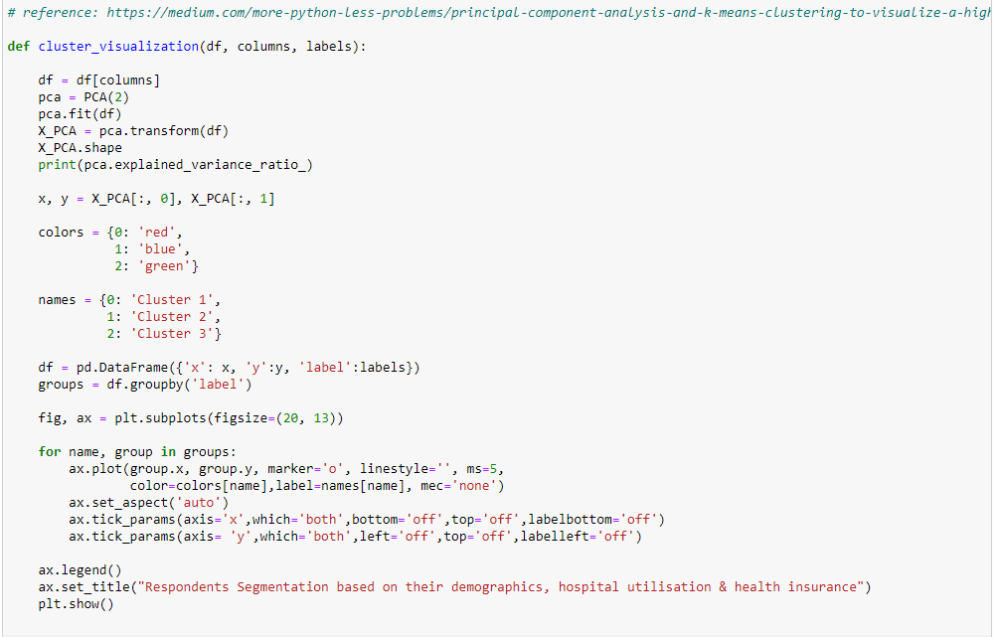 # reference: https://medium.com/more-python-less-problems/principal-component-analysis-and-k-means-clustering-to-visualize-a-high
def cluster_visualization(df, columns, labels):
    df = df[columns]
    pca = PCA(2)
    pca.fit(df)
    X_PCA = pca.transform(df)
    X_PCA.shape
    print(pca.explained_variance_ratio_)
    x, y = X_PCA[:, 0], X_PCA[:, 1]
    colors = {0: 'red',
              1: 'blue',
              2: 'green'}
    names = {0: 'Cluster 1',
             1: 'Cluster 2',
             2: 'Cluster 3'}
    df = pd.DataFrame({'x': x, 'y':y, 'label':labels})
    groups = df.groupby('label')
    fig, ax = plt.subplots(figsize=(20, 13))
    for name, group in groups:
        ax.plot(group.x, group.y, marker='o', linestyle='', ms=5,
                color=colors[name],label=names[name], mec='none')
        ax.set_aspect('auto')
        ax.tick_params(axis='x',which='both',bottom='off',top='off',labelbottom='off')
        ax.tick_params(axis= 'y',which='both',left='off',top='off',labelleft='off')
    ax.legend()
    ax.set_title("Respondents Segmentation based on their demographics, hospital utilisation & health insurance")
    plt.show()